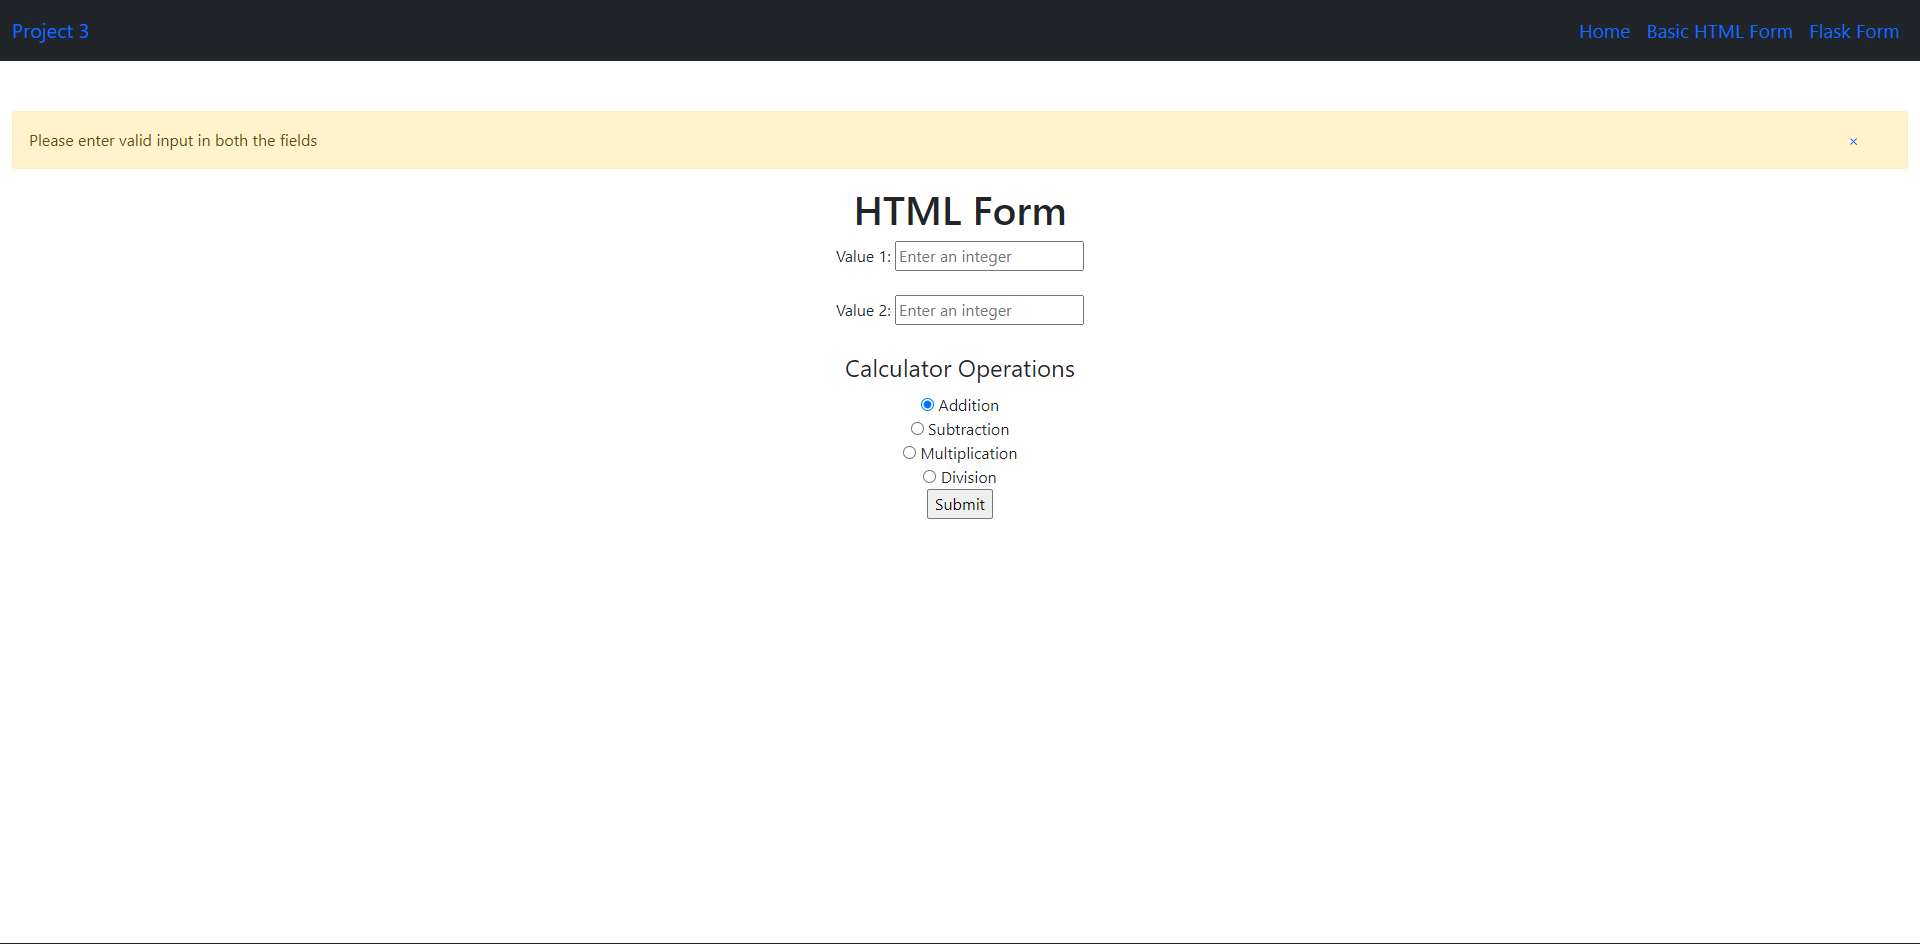 Project 3 Home Basic HTML Form Flask Form
Please enter valid input in both the fields ×
HTML Form
Value 1: Enter an integer
Value 2: Enter an integer
Calculator Operations
Addition
Subtraction
Multiplication
Division
Submit